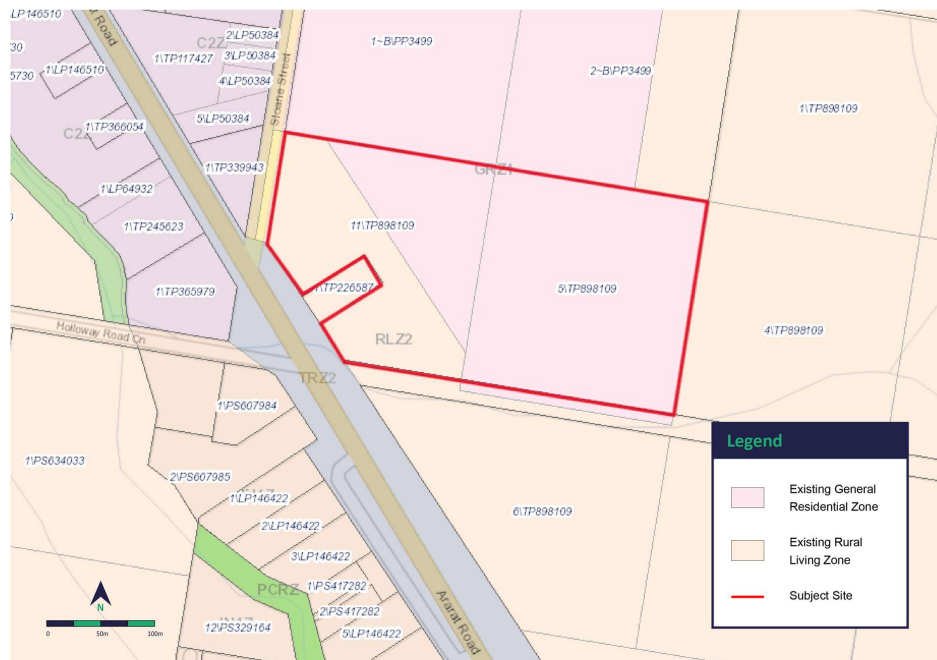 LP146510
at Road
C2Z
2\LP50384
1\TP117427
3\LP50384
4\LP50384
1~B\PP3499
2~B\PP3499
30
1\LP146510
5730
Sloane Street
5\LP50384
1\TP898109
1\TP366054
C2Z
1\TP339943
GRZ1
1\LP64932
1\TP245623
11\TP898109
1\TP365979
1\TP226587
5\TP898109
Holloway Road Cn
RLZ2
4\TP898109
TRZ2
1\PS607984
1\PS634033
2\PS607985
1\LP146422
2\LP146422
6\TP898109
3\LP146422
PCRZ
1\PS417282
2\PS417282
12\PS329164
5\LP146422
Ararat Road
N
0 50m 100m
Legend
Existing General
Residential Zone
Existing Rural
Living Zone
Subject Site